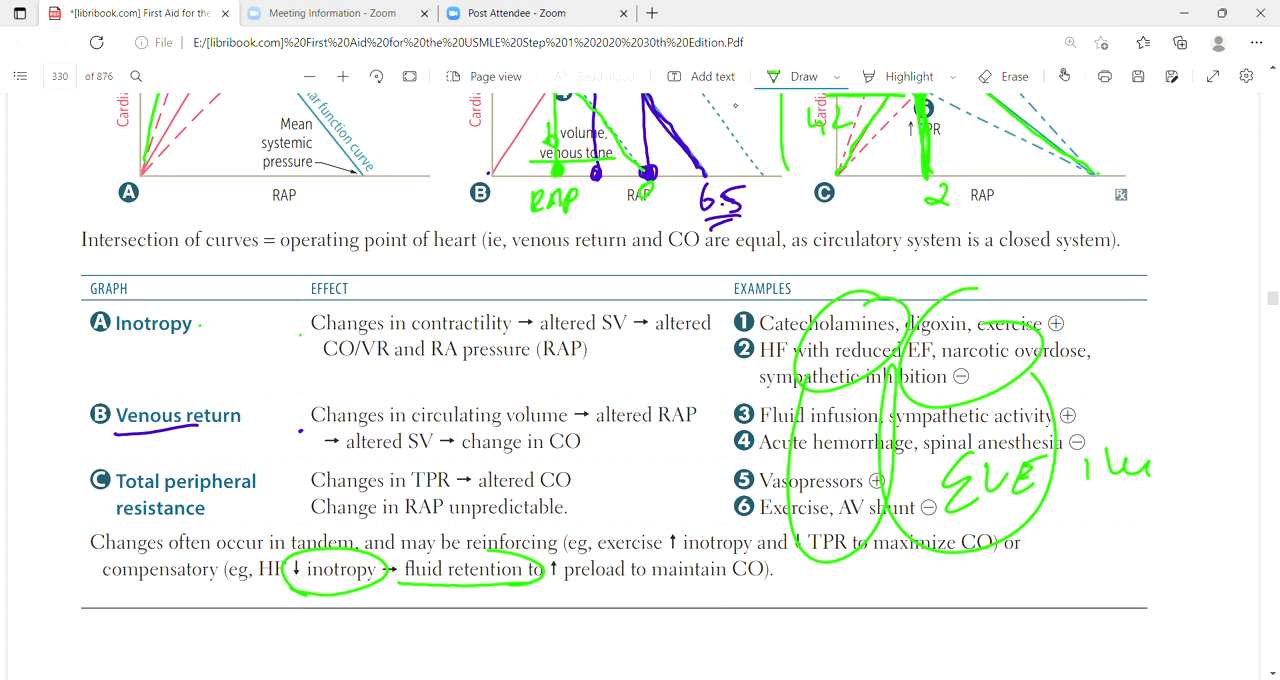 *[libribook.com] First Aid for the
Meeting Information - Zoom
Post Attendee - Zoom
File
E:/[libribook.com]%20First%20Aid%20for%20the%20USMLE%20Step%201%202020%2030th%20Edition.Pdf
330 of 876
Page view
Read aloud
Add text
Draw
Highlight
Erase
Cardia
ar function curve
Mean
systemic
pressure
A
RAP
Cardi
volume,
venous tone
B
RAP
RAP
6.5
Cardi
4.2
↑ TPR
C
2
RAP
Rx
Intersection of curves = operating point of heart (ie, venous return and CO are equal, as circulatory system is a closed system).
GRAPH EFFECT EXAMPLES
A Inotropy
Changes in contractility → altered SV → altered
CO/VR and RA pressure (RAP)
1 Catecholamines, digoxin, exercise ⊕
2 HF with reduced EF, narcotic overdose,
sympathetic inhibition ⊖
B Venous return
Changes in circulating volume → altered RAP
→ altered SV → change in CO
3 Fluid infusion, sympathetic activity ⊕
4 Acute hemorrhage, spinal anesthesia ⊖
C Total peripheral
resistance
Changes in TPR → altered CO
Change in RAP unpredictable.
5 Vasopressors ⊕
6 Exercise, AV shunt ⊖
Changes often occur in tandem, and may be reinforcing (eg, exercise ↑ inotropy and ↓ TPR to maximize CO) or
compensatory (eg, HF ↓ inotropy → fluid retention to ↑ preload to maintain CO).